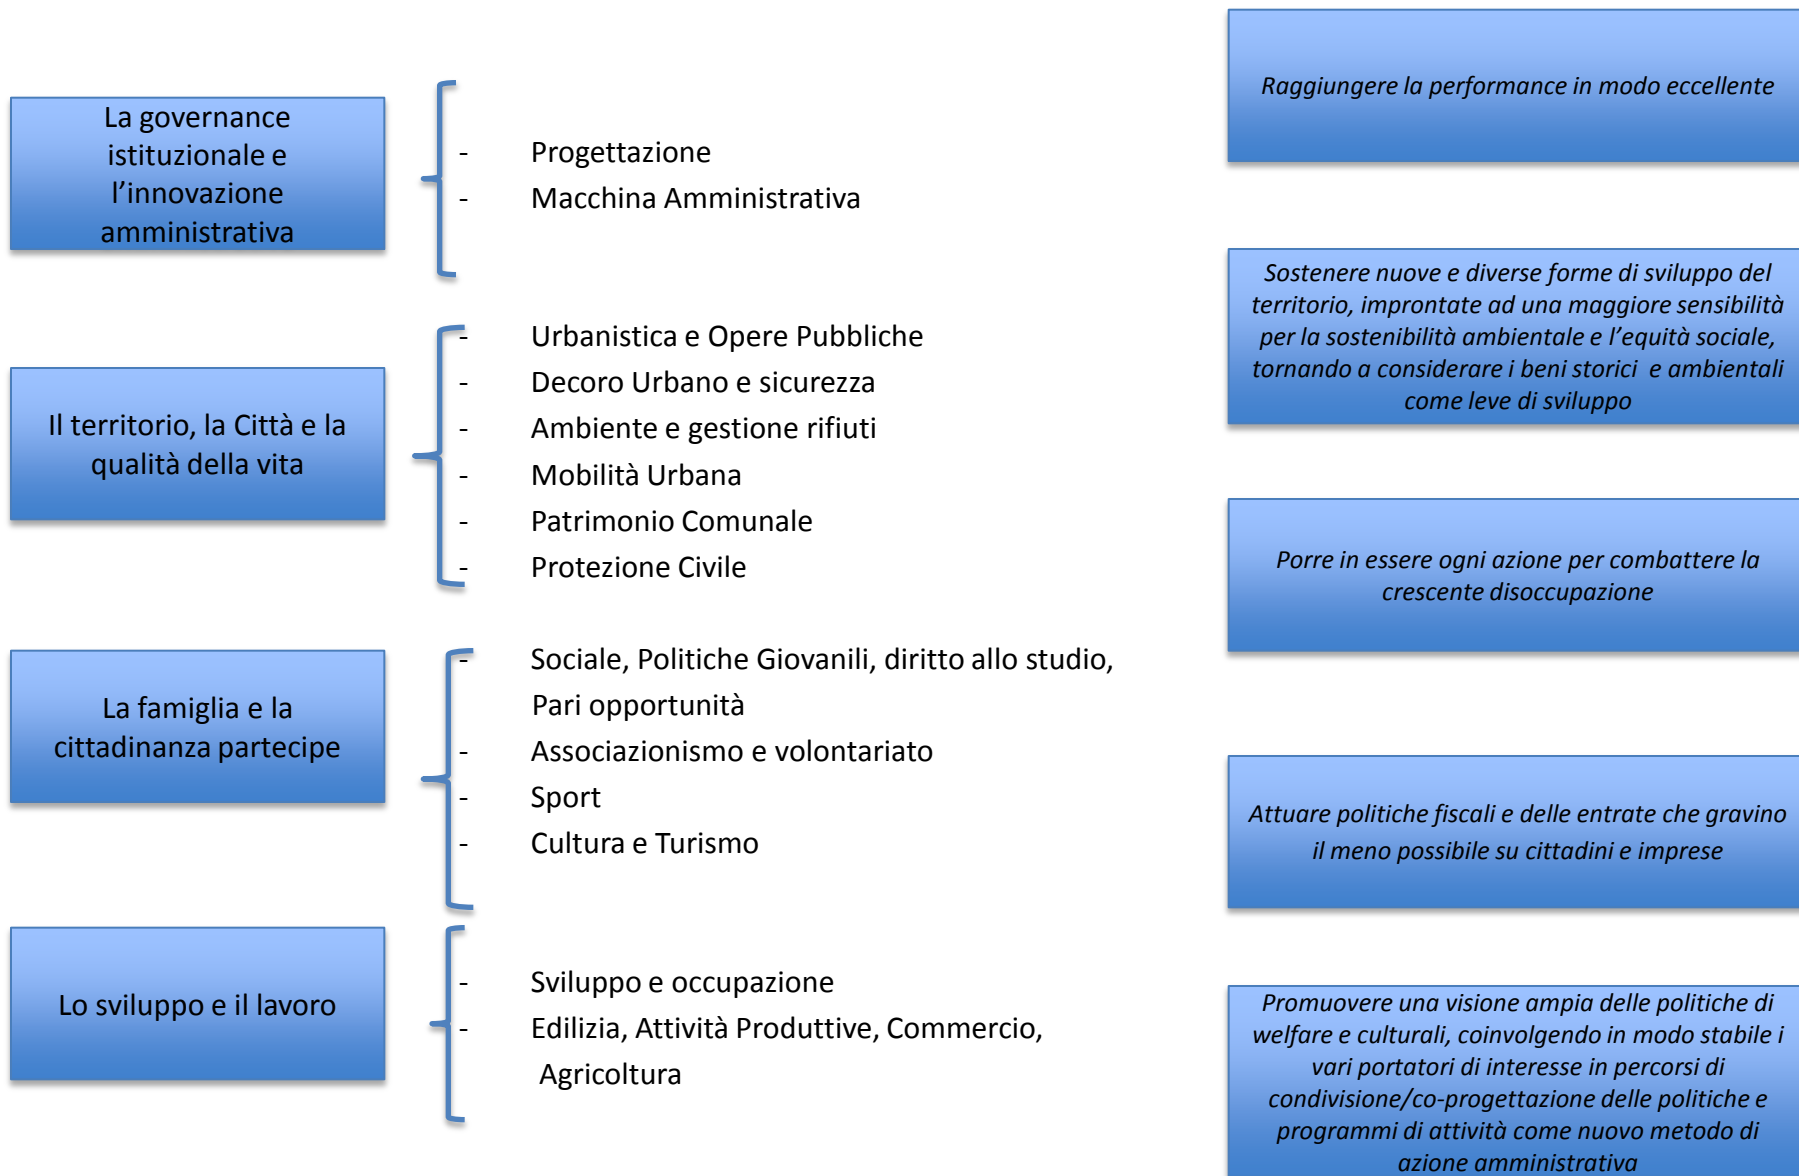 La governance
istituzionale e
l’innovazione
amministrativa
- Progettazione
- Macchina Amministrativa
Il territorio, la Città e la
qualità della vita
- Urbanistica e Opere Pubbliche
- Decoro Urbano e sicurezza
- Ambiente e gestione rifiuti
- Mobilità Urbana
- Patrimonio Comunale
- Protezione Civile
La famiglia e la
cittadinanza partecipe
- Sociale, Politiche Giovanili, diritto allo studio,
Pari opportunità
- Associazionismo e volontariato
- Sport
- Cultura e Turismo
Lo sviluppo e il lavoro
- Sviluppo e occupazione
- Edilizia, Attività Produttive, Commercio,
Agricoltura
Raggiungere la performance in modo eccellente
Sostenere nuove e diverse forme di sviluppo del
territorio, improntate ad una maggiore sensibilità
per la sostenibilità ambientale e l’equità sociale,
tornando a considerare i beni storici e ambientali
come leve di sviluppo
Porre in essere ogni azione per combattere la
crescente disoccupazione
Attuare politiche fiscali e delle entrate che gravino
il meno possibile su cittadini e imprese
Promuovere una visione ampia delle politiche di
welfare e culturali, coinvolgendo in modo stabile i
vari portatori di interesse in percorsi di
condivisione/co-progettazione delle politiche e
programmi di attività come nuovo metodo di
azione amministrativa